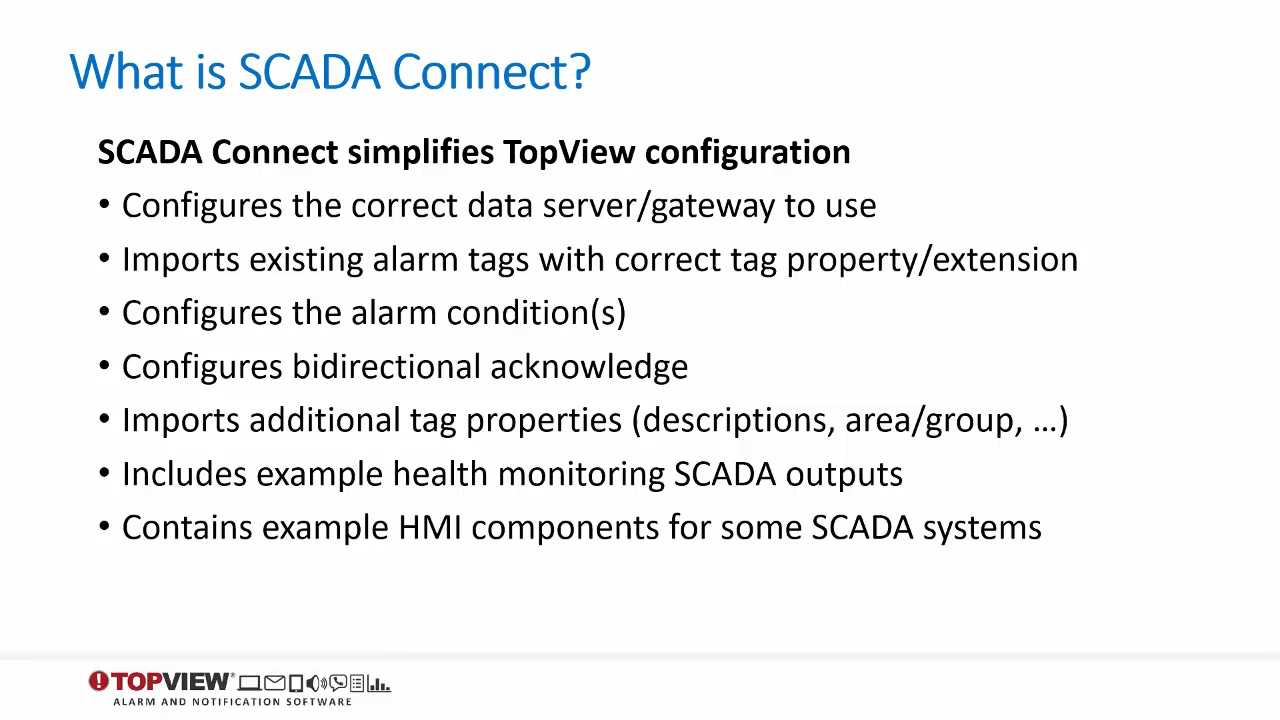 What is SCADA Connect?
SCADA Connect simplifies TopView configuration
• Configures the correct data server/gateway to use
• Imports existing alarm tags with correct tag property/extension
• Configures the alarm condition(s)
• Configures bidirectional acknowledge
• Imports additional tag properties (descriptions, area/group, …)
• Includes example health monitoring SCADA outputs
• Contains example HMI components for some SCADA systems
TOPVIEW®
ALARM AND NOTIFICATION SOFTWARE